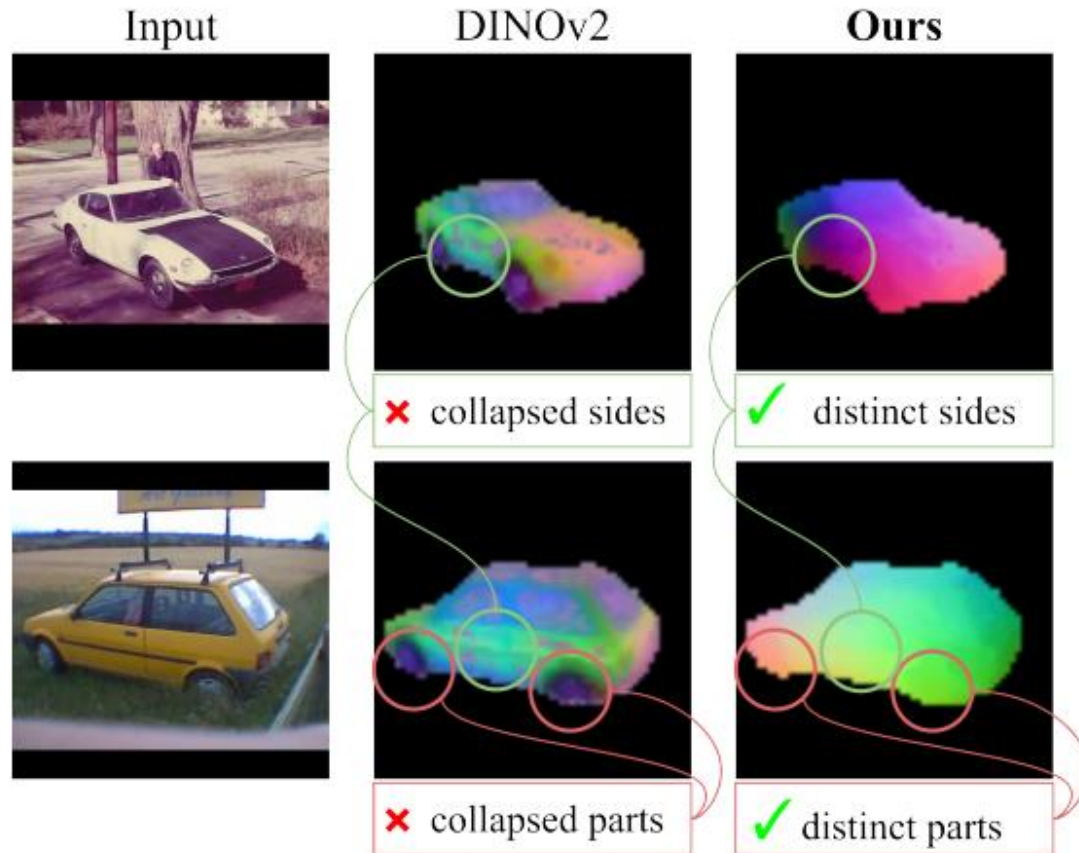 Input DINOv2 Ours
× collapsed sides ✓ distinct sides
× collapsed parts ✓ distinct parts